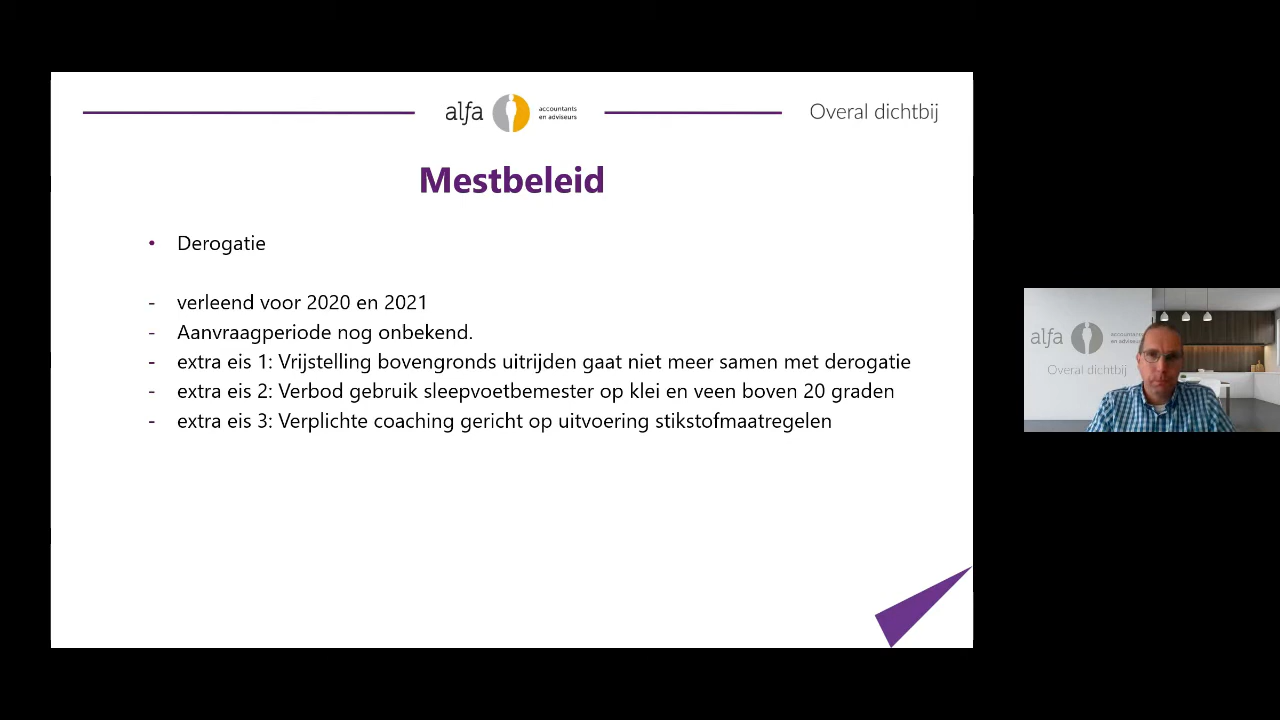 alfa
accountants
en adviseurs
Overal dichtbij
Mestbeleid
• Derogatie
- verleend voor 2020 en 2021
- Aanvraagperiode nog onbekend.
- extra eis 1: Vrijstelling bovengronds uitrijden gaat niet meer samen met derogatie
- extra eis 2: Verbod gebruik sleepvoetbemester op klei en veen boven 20 graden
- extra eis 3: Verplichte coaching gericht op uitvoering stikstofmaatregelen
alfa
en adviseurs
Overal dichtbij